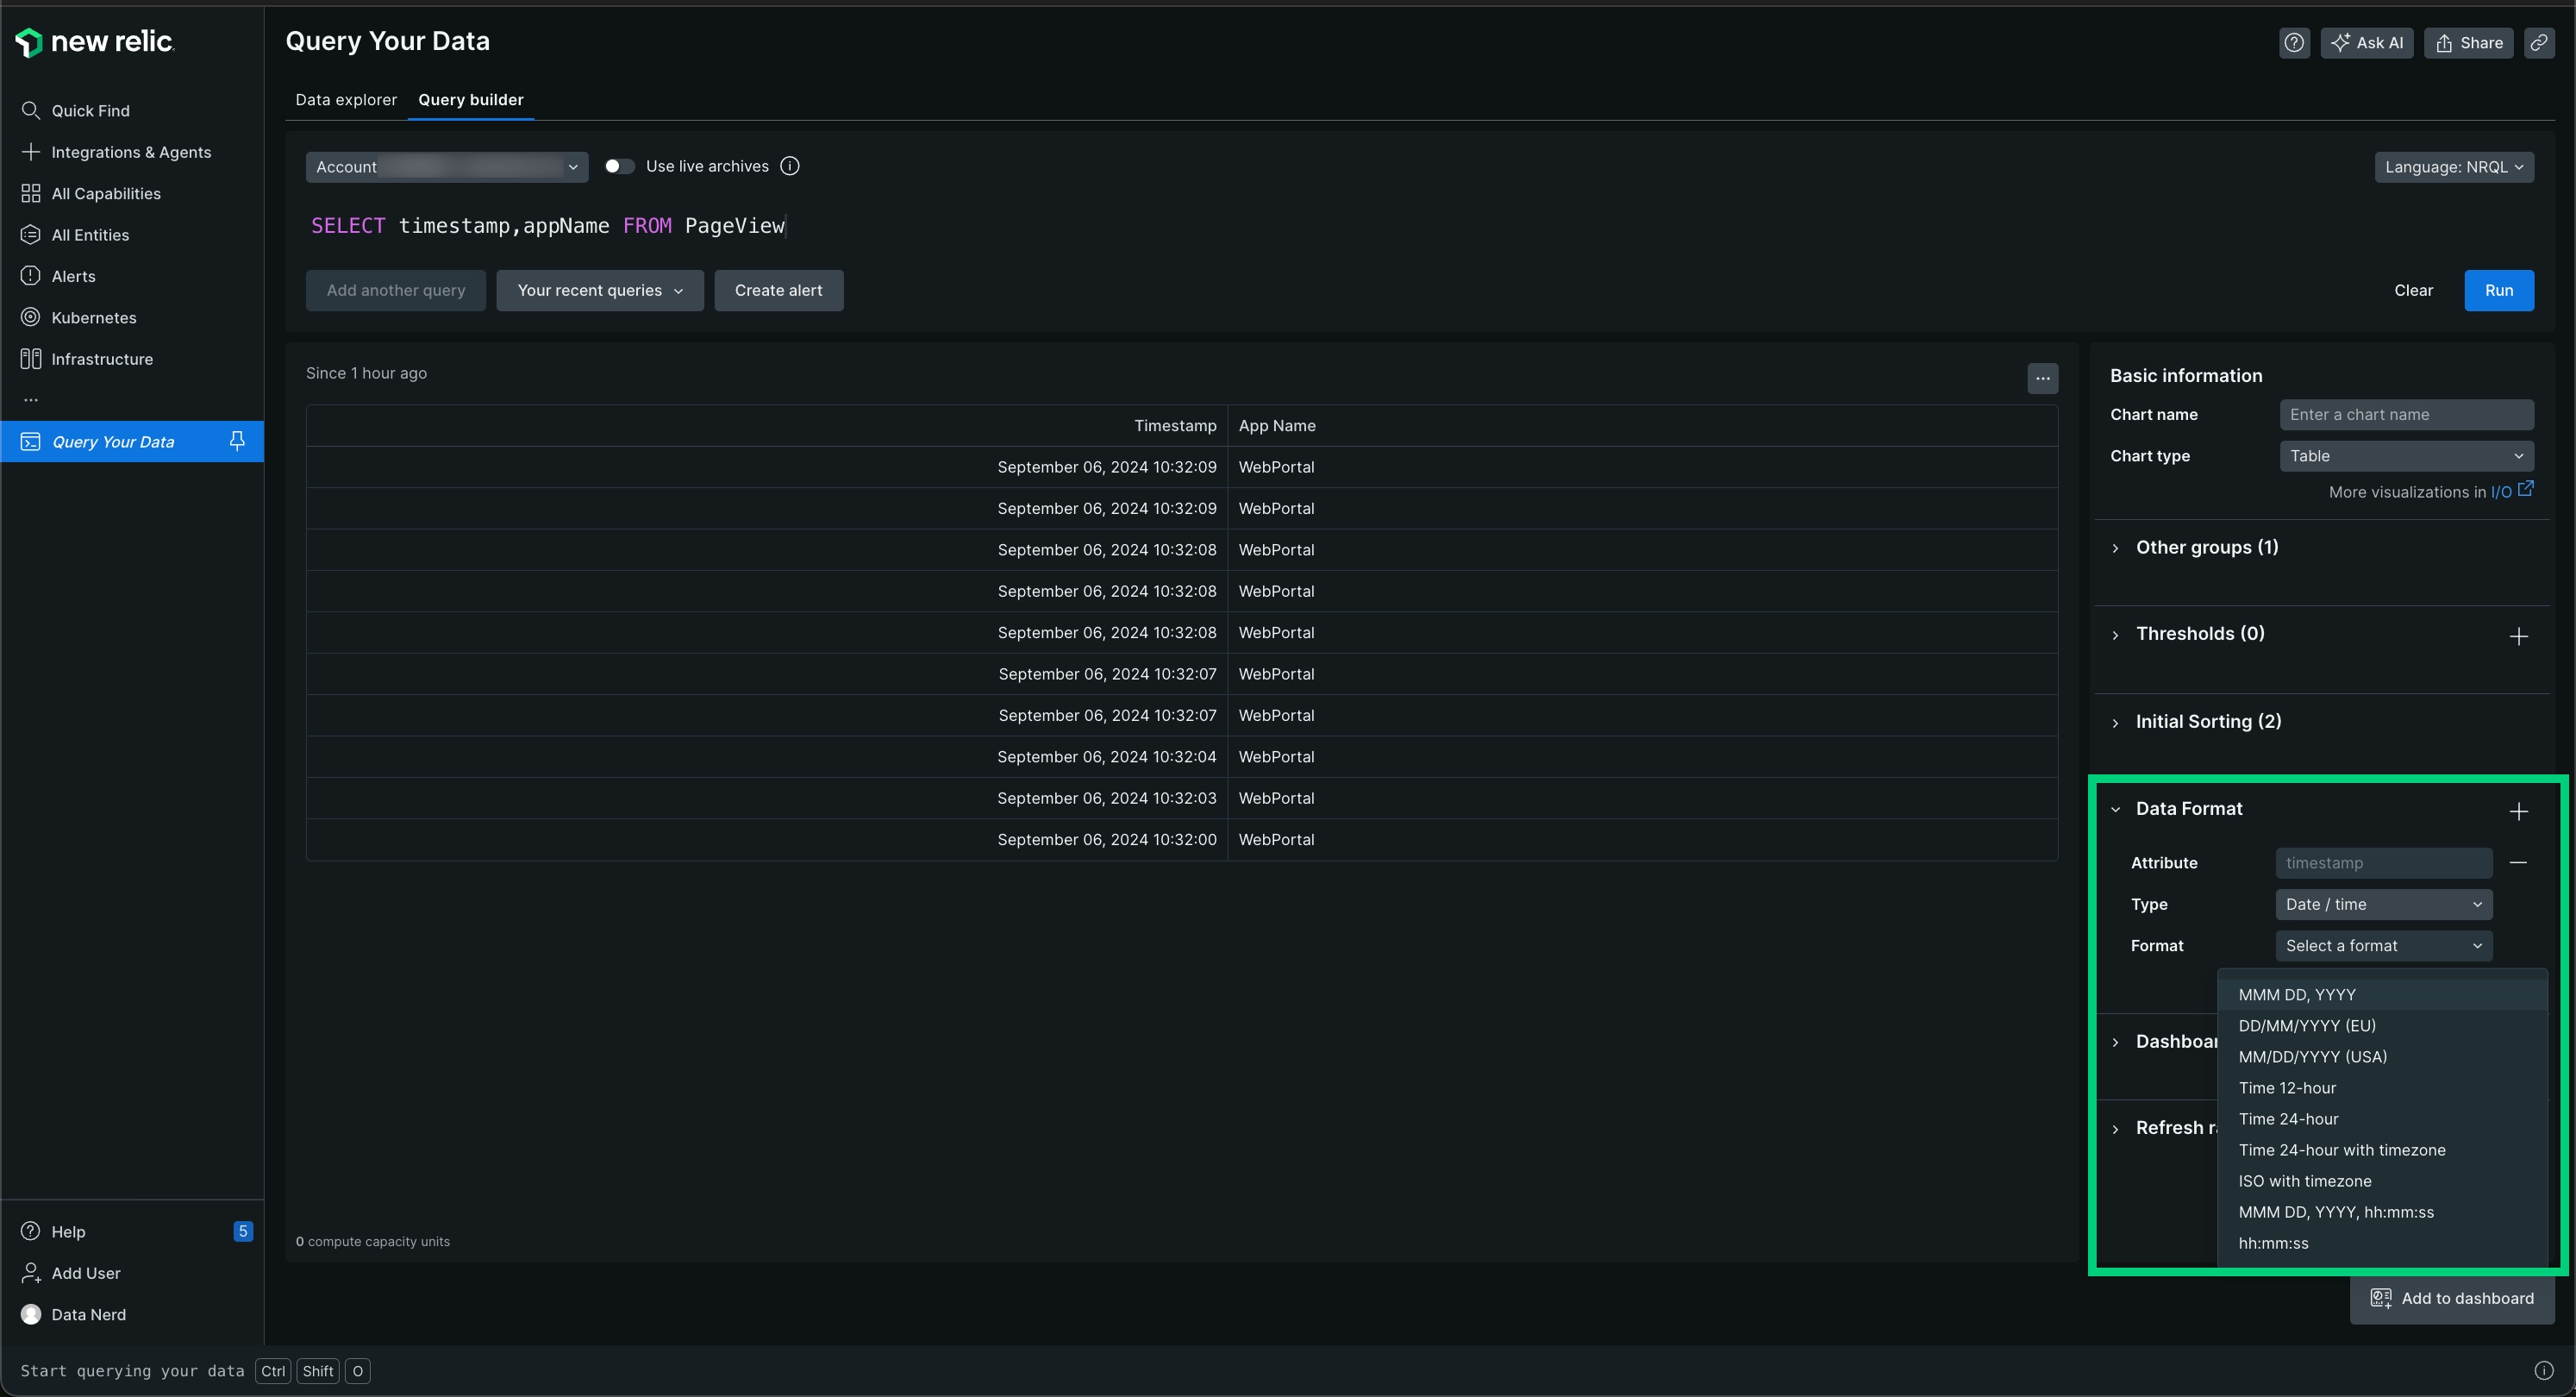 new relic
Quick Find
Integrations & Agents
All Capabilities
All Entities
Alerts
Kubernetes
Infrastructure
...
Query Your Data
Help 5
Add User
Data Nerd
Query Your Data
Ask AI
Share
Data explorer
Query builder
Account
Use live archives
Language: NRQL
SELECT timestamp,appName FROM PageView
Add another query
Your recent queries
Create alert
Clear
Run
Since 1 hour ago
...
Timestamp App Name
September 06, 2024 10:32:09 WebPortal
September 06, 2024 10:32:09 WebPortal
September 06, 2024 10:32:08 WebPortal
September 06, 2024 10:32:08 WebPortal
September 06, 2024 10:32:08 WebPortal
September 06, 2024 10:32:07 WebPortal
September 06, 2024 10:32:07 WebPortal
September 06, 2024 10:32:04 WebPortal
September 06, 2024 10:32:03 WebPortal
September 06, 2024 10:32:00 WebPortal
0 compute capacity units
Basic information
Chart name Enter a chart name
Chart type Table
More visualizations in I/O
Other groups (1)
Thresholds (0)
Initial Sorting (2)
Data Format
Attribute timestamp
Type Date / time
Format Select a format
MMM DD, YYYY
DD/MM/YYYY (EU)
MM/DD/YYYY (USA)
Time 12-hour
Time 24-hour
Time 24-hour with timezone
ISO with timezone
MMM DD, YYYY, hh:mm:ss
hh:mm:ss
Dashboar
Refresh
Add to dashboard
Start querying your data Ctrl Shift O